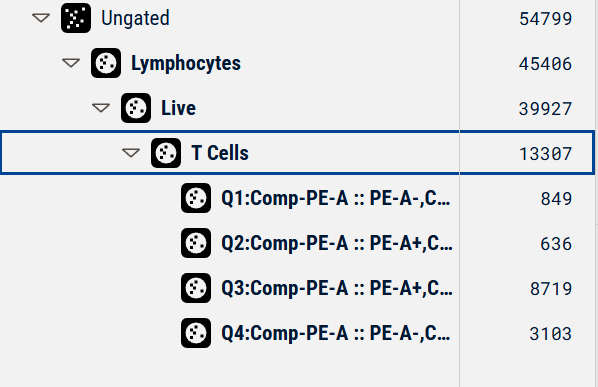 Ungated 54799
Lymphocytes 45406
Live 39927
T Cells 13307
Q1:Comp-PE-A :: PE-A-,C... 849
Q2:Comp-PE-A :: PE-A+,C... 636
Q3:Comp-PE-A :: PE-A+,C... 8719
Q4:Comp-PE-A :: PE-A-,C... 3103